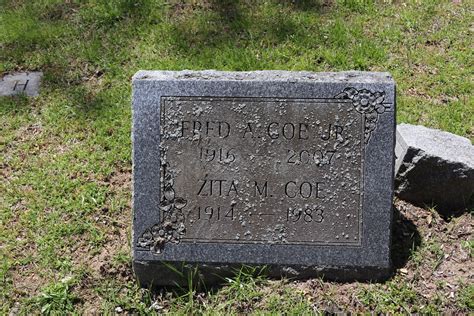 H
FRED A. COE JR.
1916 — 2007
ZITA M. COE
1914 — 1983